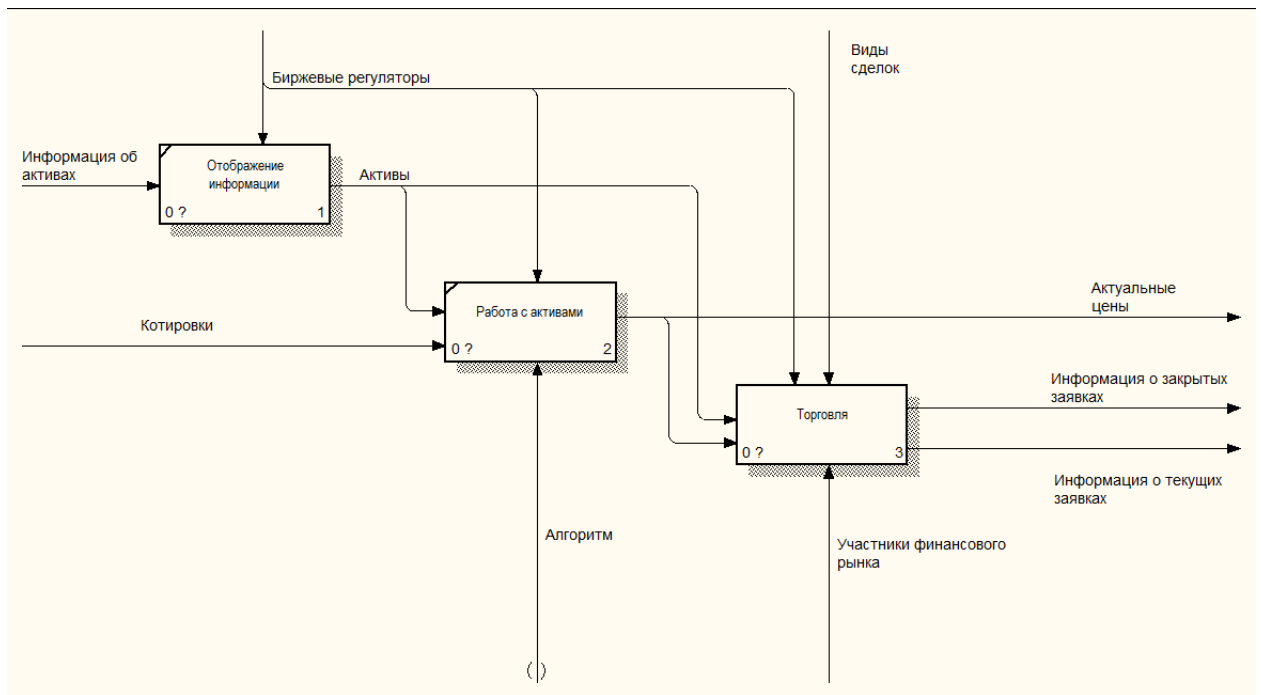 Виды
сделок
Биржевые регуляторы
Информация об
активах
Отображение
информации
0 ?
1
Активы
Котировки
Работа с активами
0 ?
2
Актуальные
цены
Торговля
0 ?
3
Информация о закрытых
заявках
Информация о текущих
заявках
Алгоритм
Участники финансового
рынка
( )